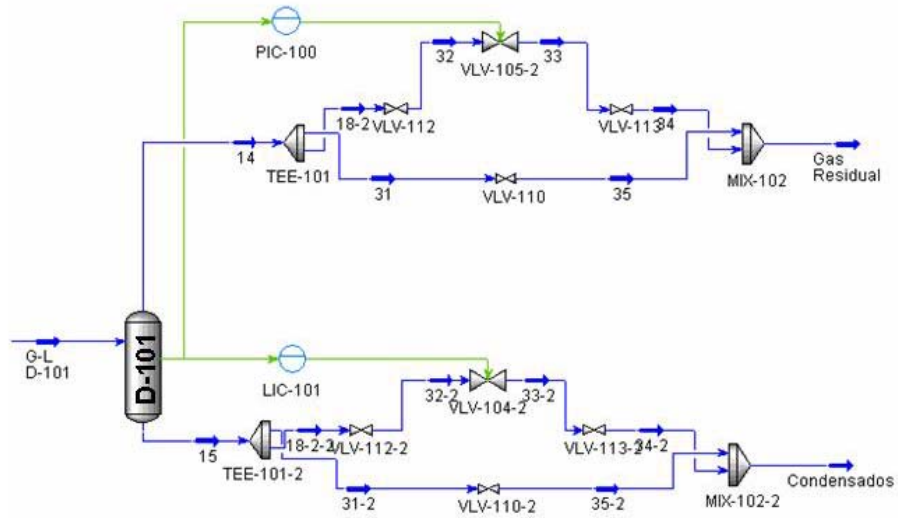 PIC-100
32
VLV-105-2
33
18-2
VLV-112
VLV-113
34
14
TEE-101
31
VLV-110
35
MIX-102
Gas
Residual
G-L
D-101
D-101
LIC-101
32-2
VLV-104-2
33-2
15
TEE-101-2
18-2-2
VLV-112-2
VLV-113-2
34-2
31-2
VLV-110-2
35-2
MIX-102-2
Condensados